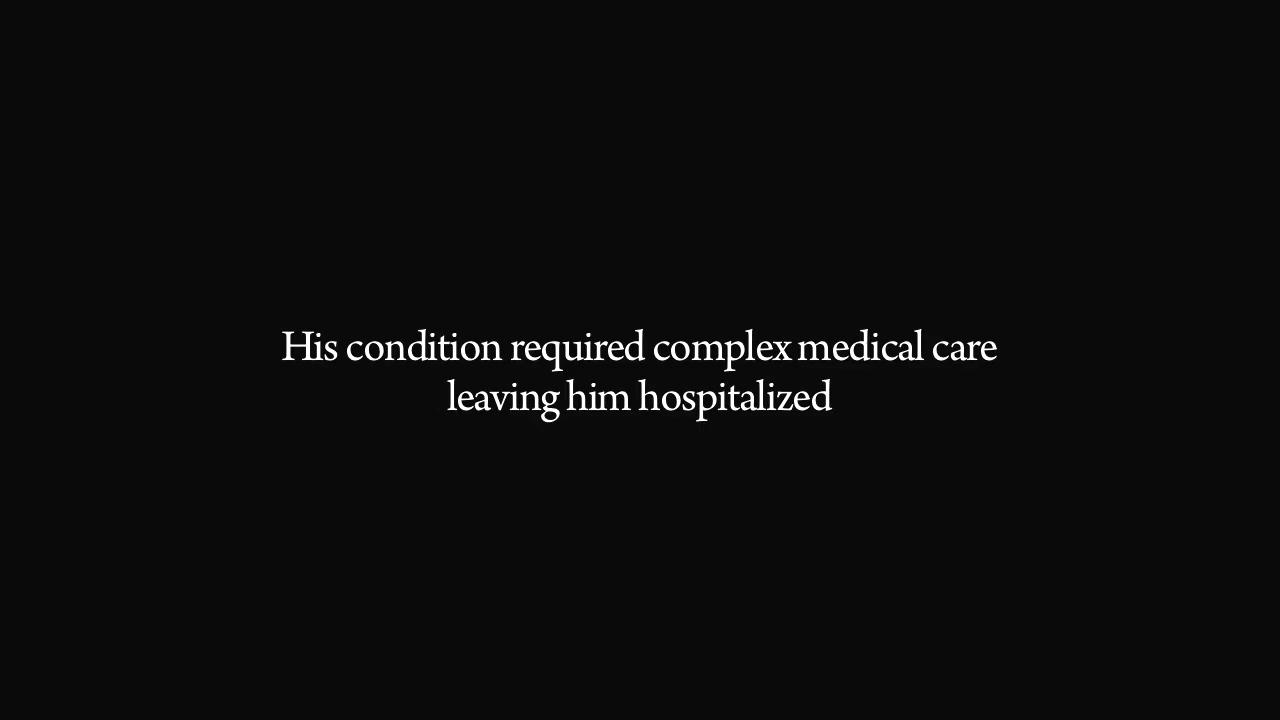 His condition required complex medical care
leaving him hospitalized